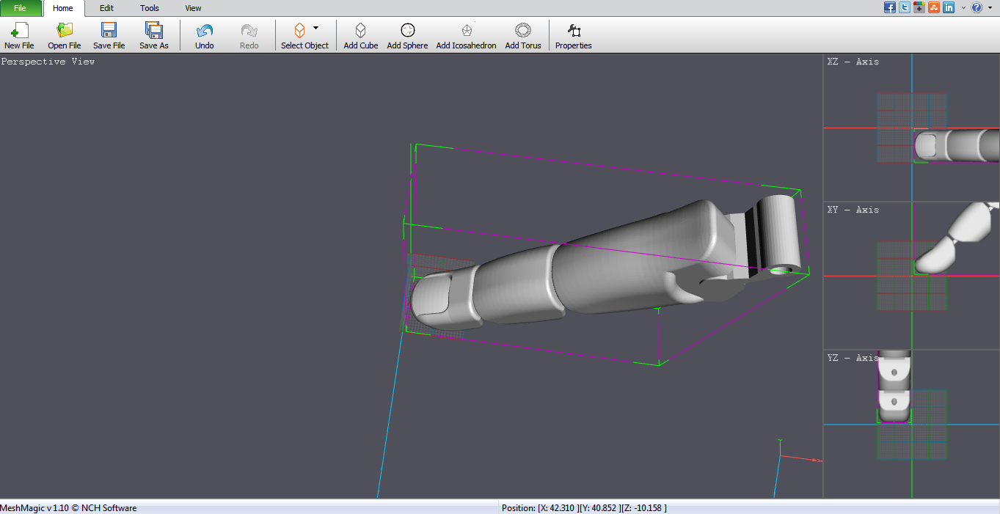 File Home Edit Tools View
New File Open File Save File Save As Undo Redo Select Object Add Cube Add Sphere Add Icosahedron Add Torus Properties
Perspective View
XZ - Axis
XY - Axis
YZ - Axis
Y
X
MeshMagic v 1.10 © NCH Software Position: [X: 42.310 ][Y: 40.852 ][Z: -10.158 ]